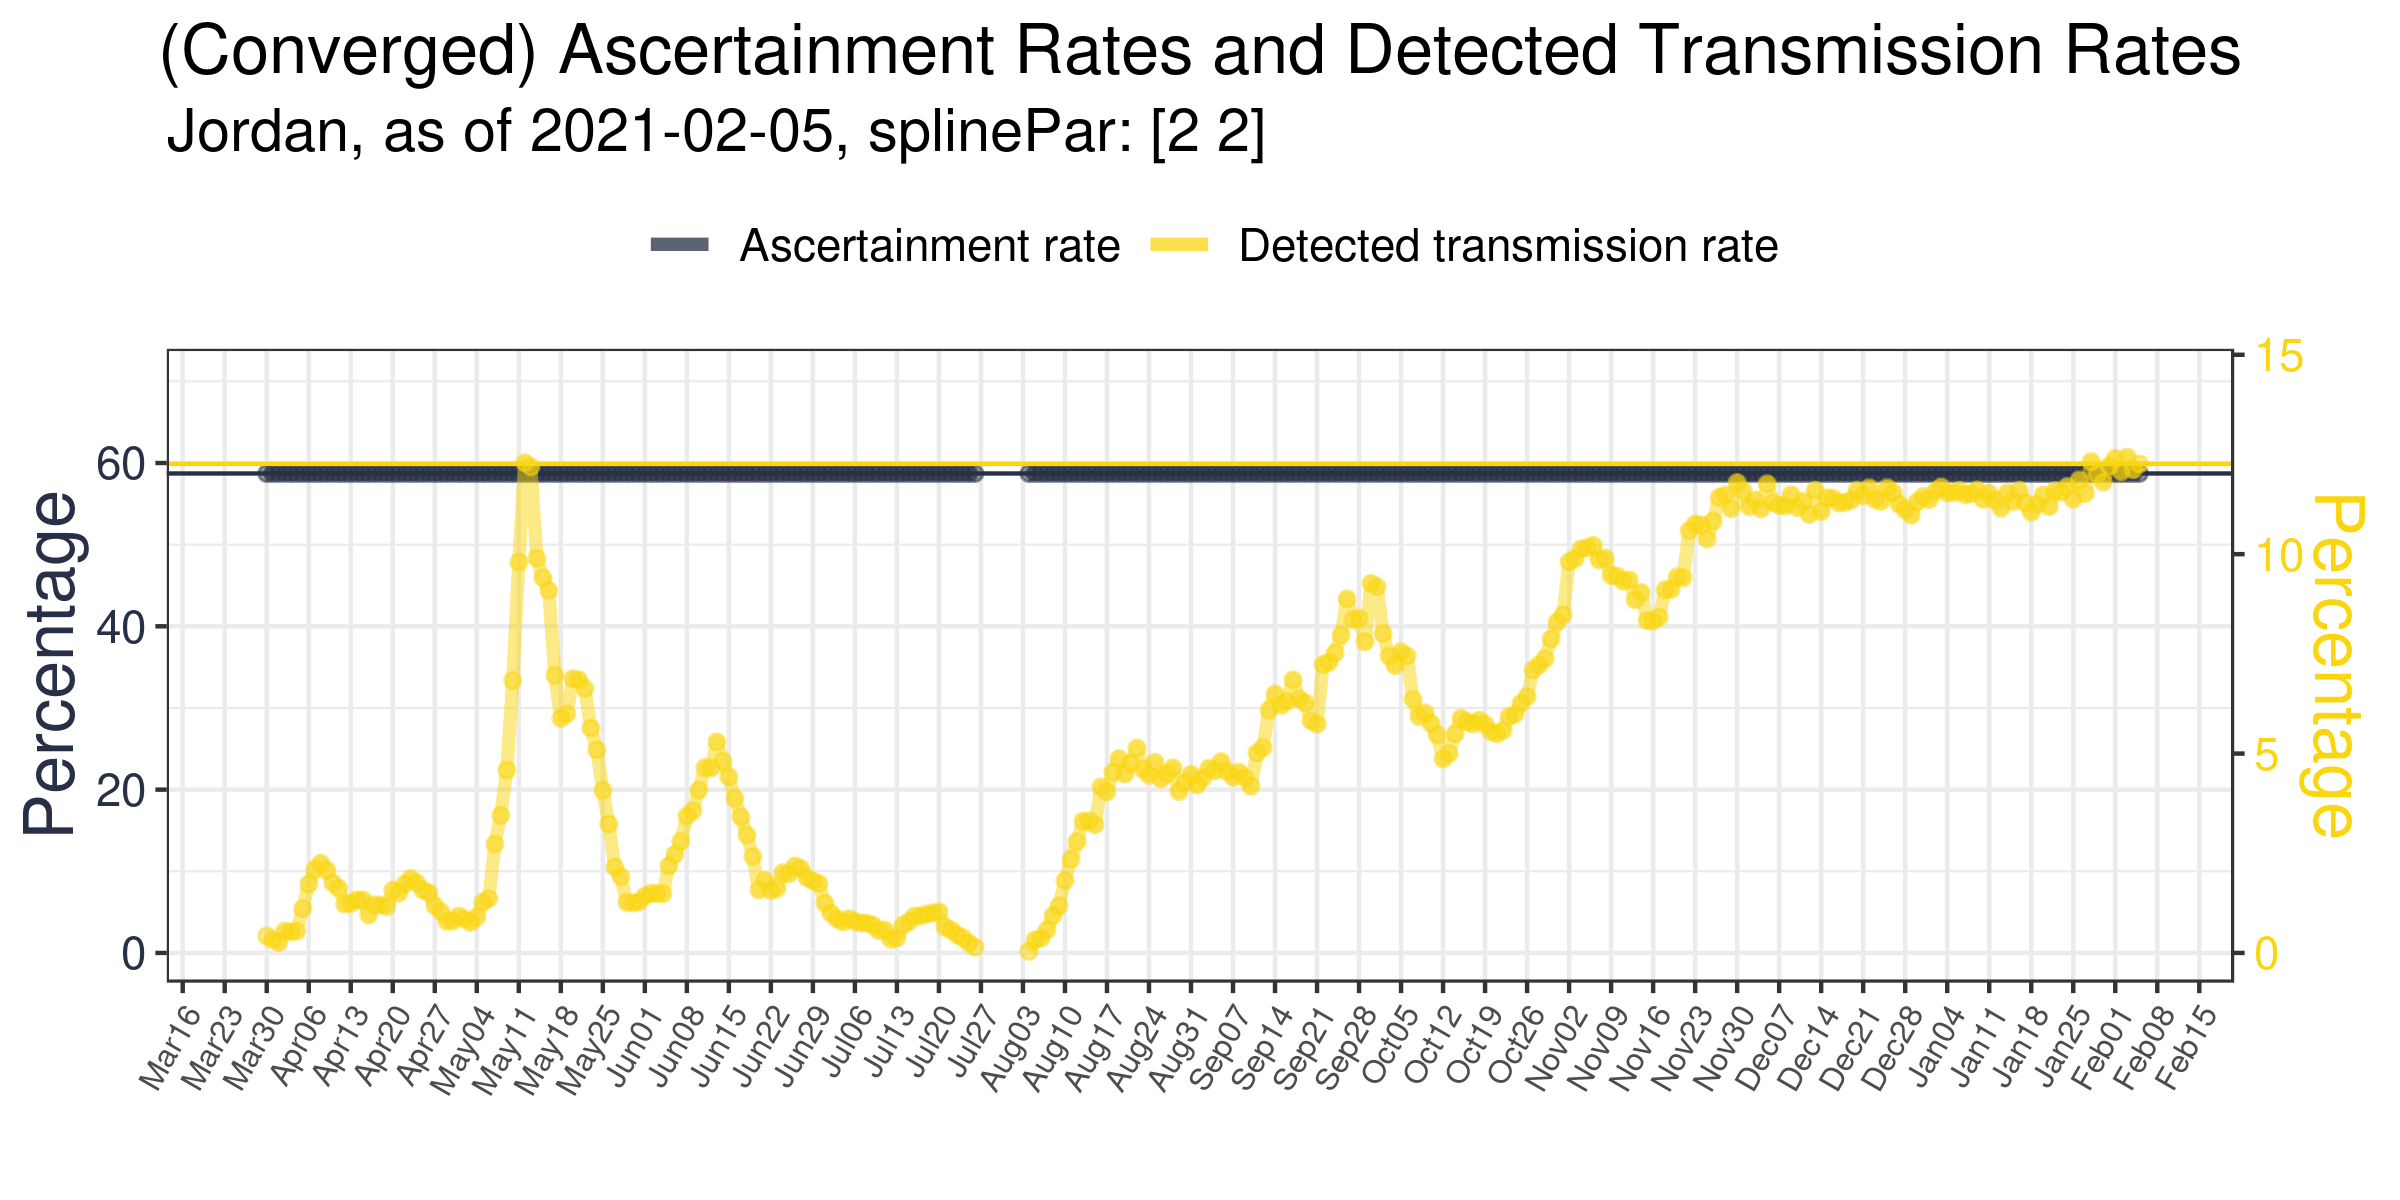 (Converged) Ascertainment Rates and Detected Transmission Rates
Jordan, as of 2021-02-05, splinePar: [2 2]
Ascertainment rate
Detected transmission rate
Percentage
60
40
20
0
15
10
5
0
Percentage
Mar16
Mar23
Mar30
Apr06
Apr13
Apr20
Apr27
May04
May11
May18
May25
Jun01
Jun08
Jun15
Jun22
Jun29
Jul06
Jul13
Jul20
Jul27
Aug03
Aug10
Aug17
Aug24
Aug31
Sep07
Sep14
Sep21
Sep28
Oct05
Oct12
Oct19
Oct26
Nov02
Nov09
Nov16
Nov23
Nov30
Dec07
Dec14
Dec21
Dec28
Jan04
Jan11
Jan18
Jan25
Feb01
Feb08
Feb15